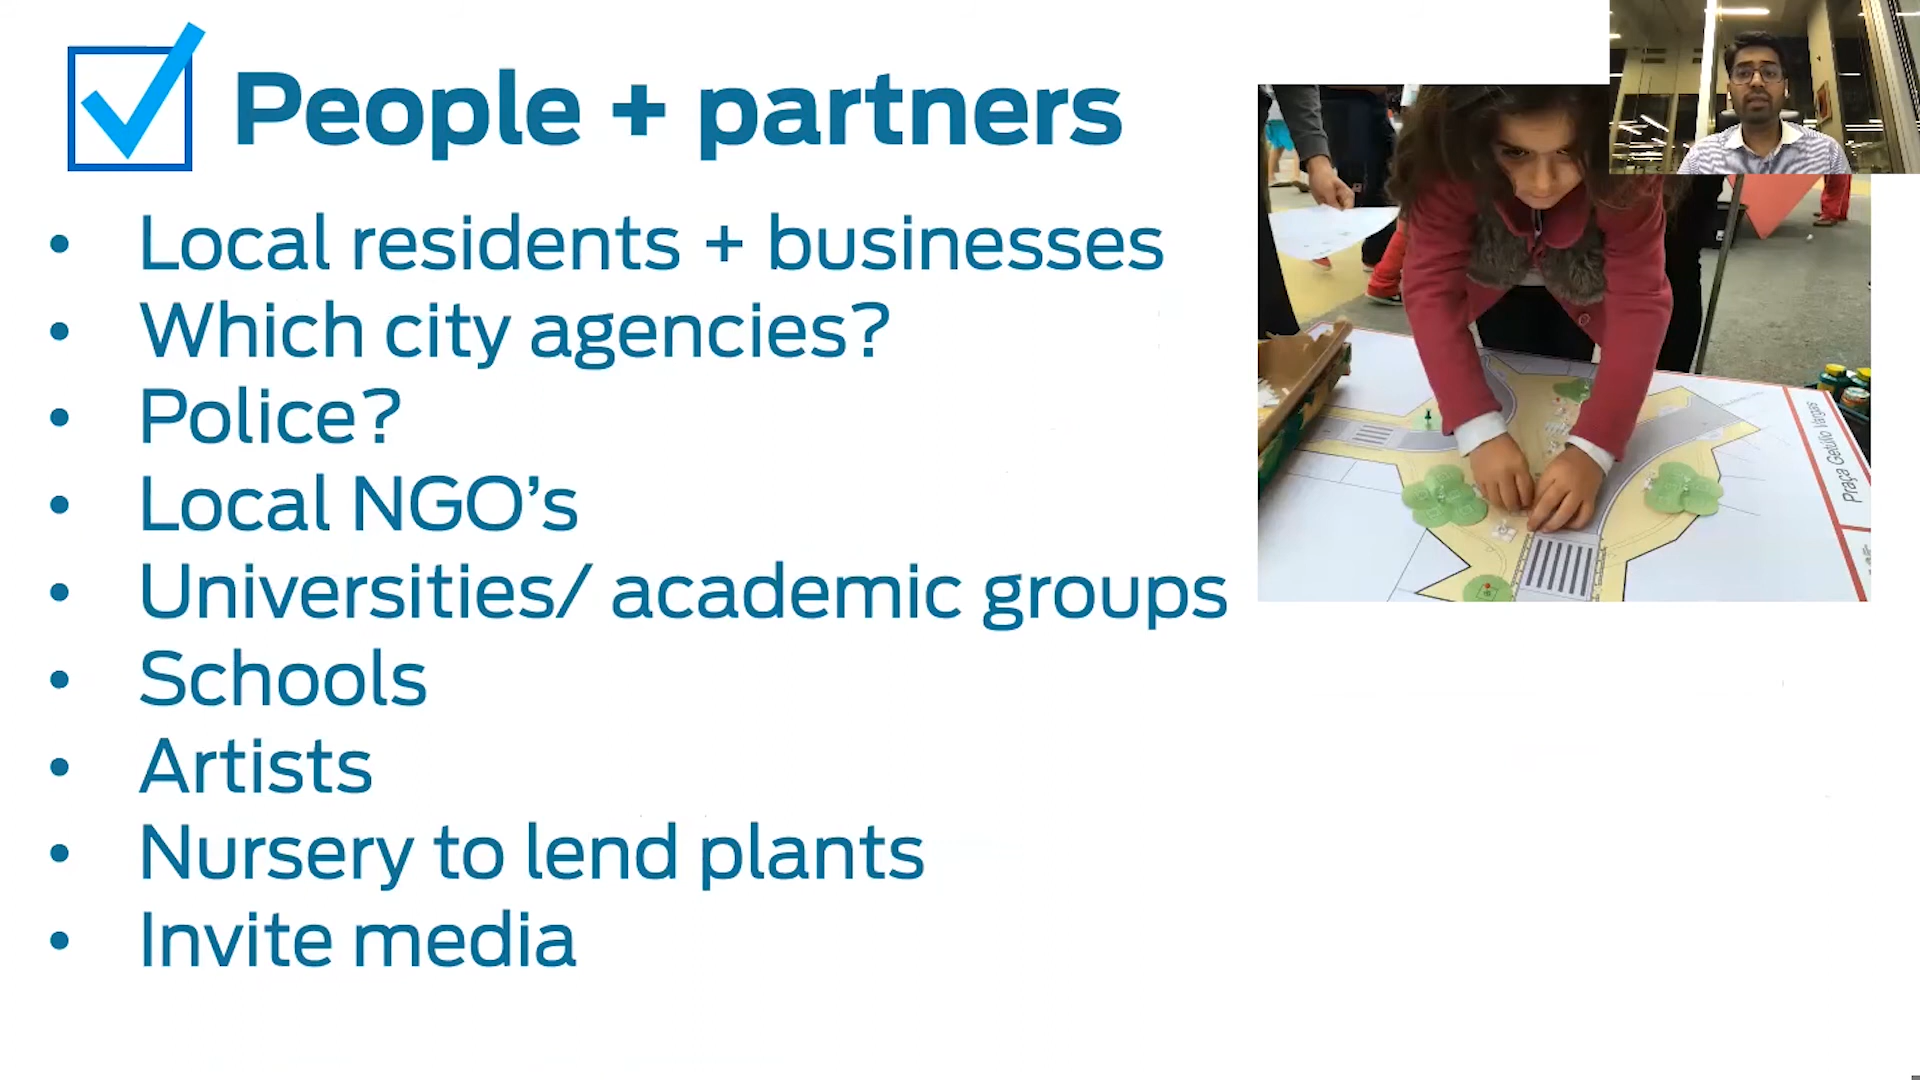 People + partners
• Local residents + businesses
• Which city agencies?
• Police?
• Local NGO’s
• Universities/ academic groups
• Schools
• Artists
• Nursery to lend plants
• Invite media
Praça Getúlio Vargas